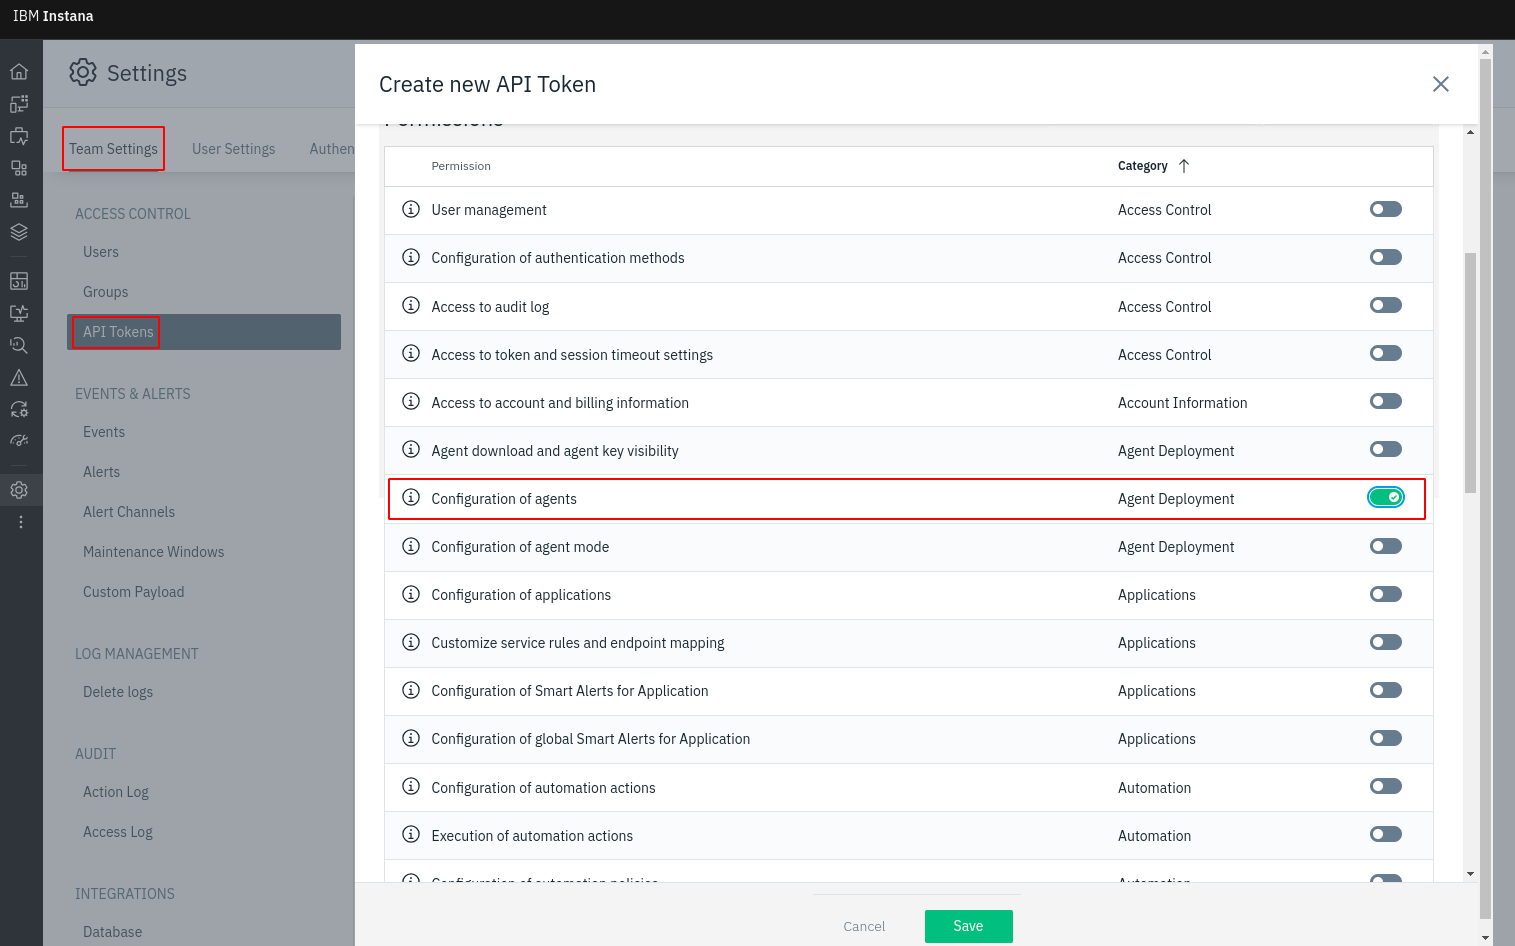 IBM Instana
Settings
Team Settings
User Settings
Authen
ACCESS CONTROL
Users
Groups
API Tokens
EVENTS & ALERTS
Events
Alerts
Alert Channels
Maintenance Windows
Custom Payload
LOG MANAGEMENT
Delete logs
AUDIT
Action Log
Access Log
INTEGRATIONS
Database
Create new API Token
Permissions
Permission Category
User management Access Control
Configuration of authentication methods Access Control
Access to audit log Access Control
Access to token and session timeout settings Access Control
Access to account and billing information Account Information
Agent download and agent key visibility Agent Deployment
Configuration of agents Agent Deployment
Configuration of agent mode Agent Deployment
Configuration of applications Applications
Customize service rules and endpoint mapping Applications
Configuration of Smart Alerts for Application Applications
Configuration of global Smart Alerts for Application Applications
Configuration of automation actions Automation
Execution of automation actions Automation
Configuration of automation policies Automation
Cancel Save